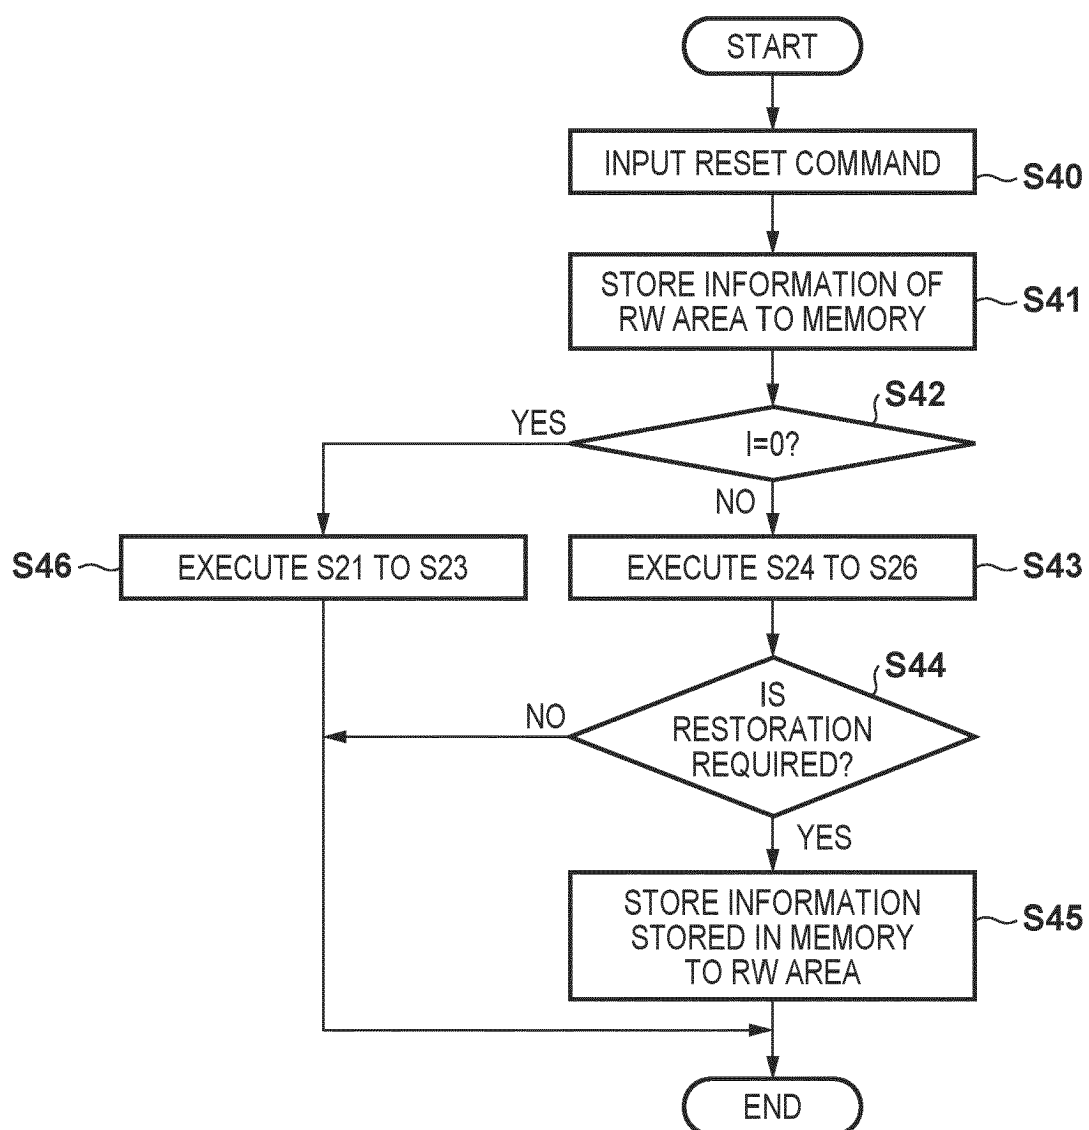 START
INPUT RESET COMMAND
S40
STORE INFORMATION OF
RW AREA TO MEMORY
S41
S42
YES
I=0?
NO
S46
EXECUTE S21 TO S23
EXECUTE S24 TO S26
S43
S44
IS
RESTORATION
REQUIRED?
NO
YES
STORE INFORMATION
STORED IN MEMORY
TO RW AREA
S45
END